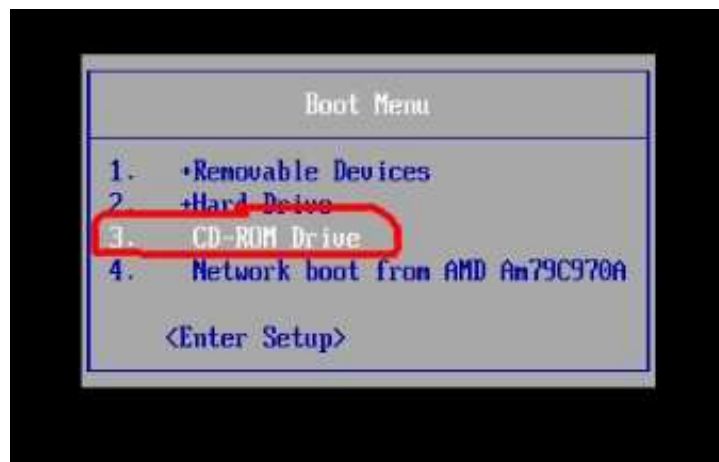 Boot Menu
1. +Removable Devices
2. +Hard Drive
3. CD-ROM Drive
4. Network boot from AMD Am79C970A
<Enter Setup>